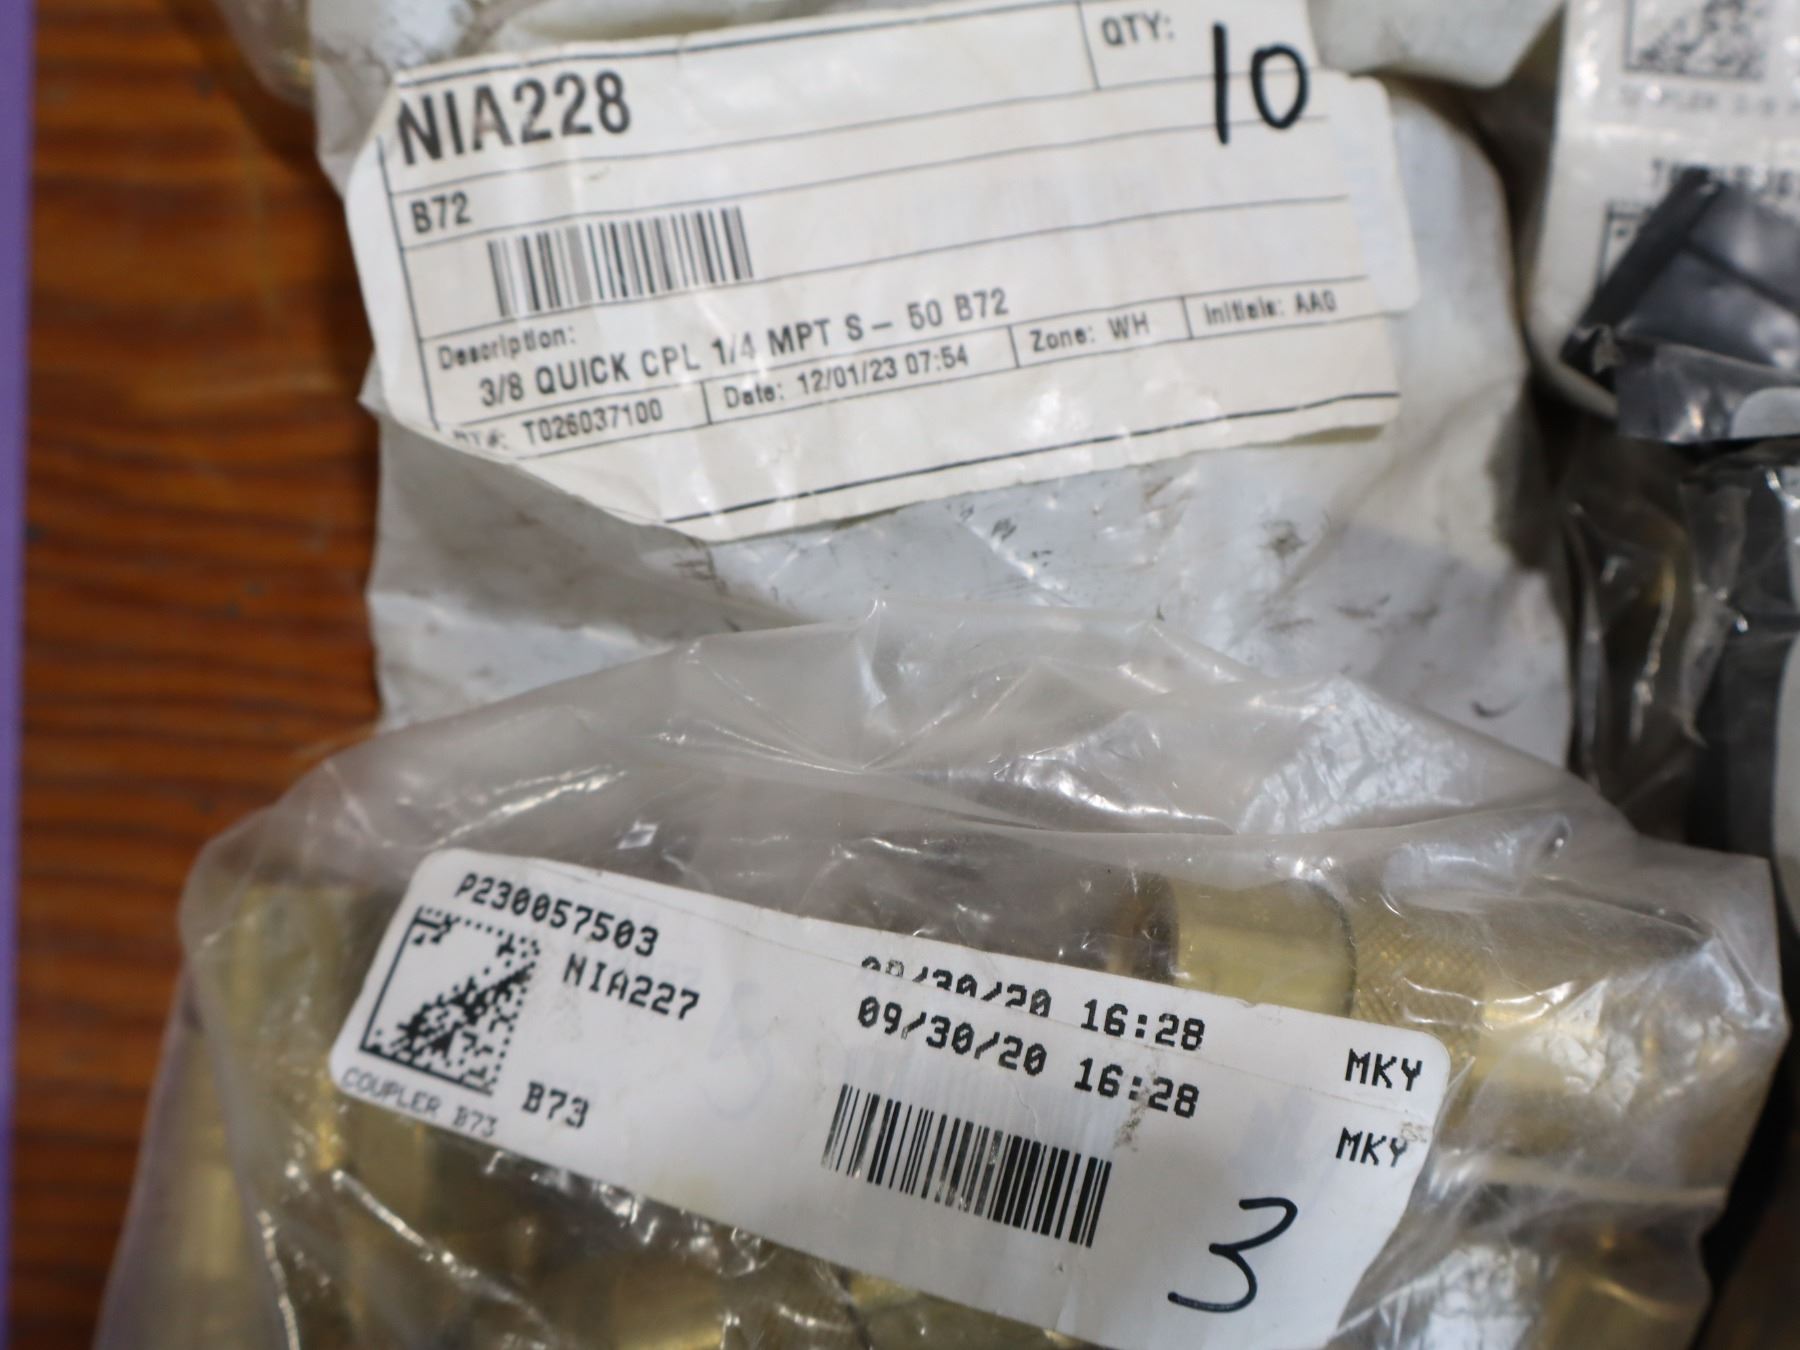 NIA228
QTY: 10
B72
Description:
3/8 QUICK CPL 1/4 MPT S- 50 B72
T026037100 Date: 12/01/23 07:54 Zone: WH Initials: AAG
P230057503
NIA227
09/30/20 16:28 MKY
09/30/20 16:28 MKY
B73
COUPLER B73
3